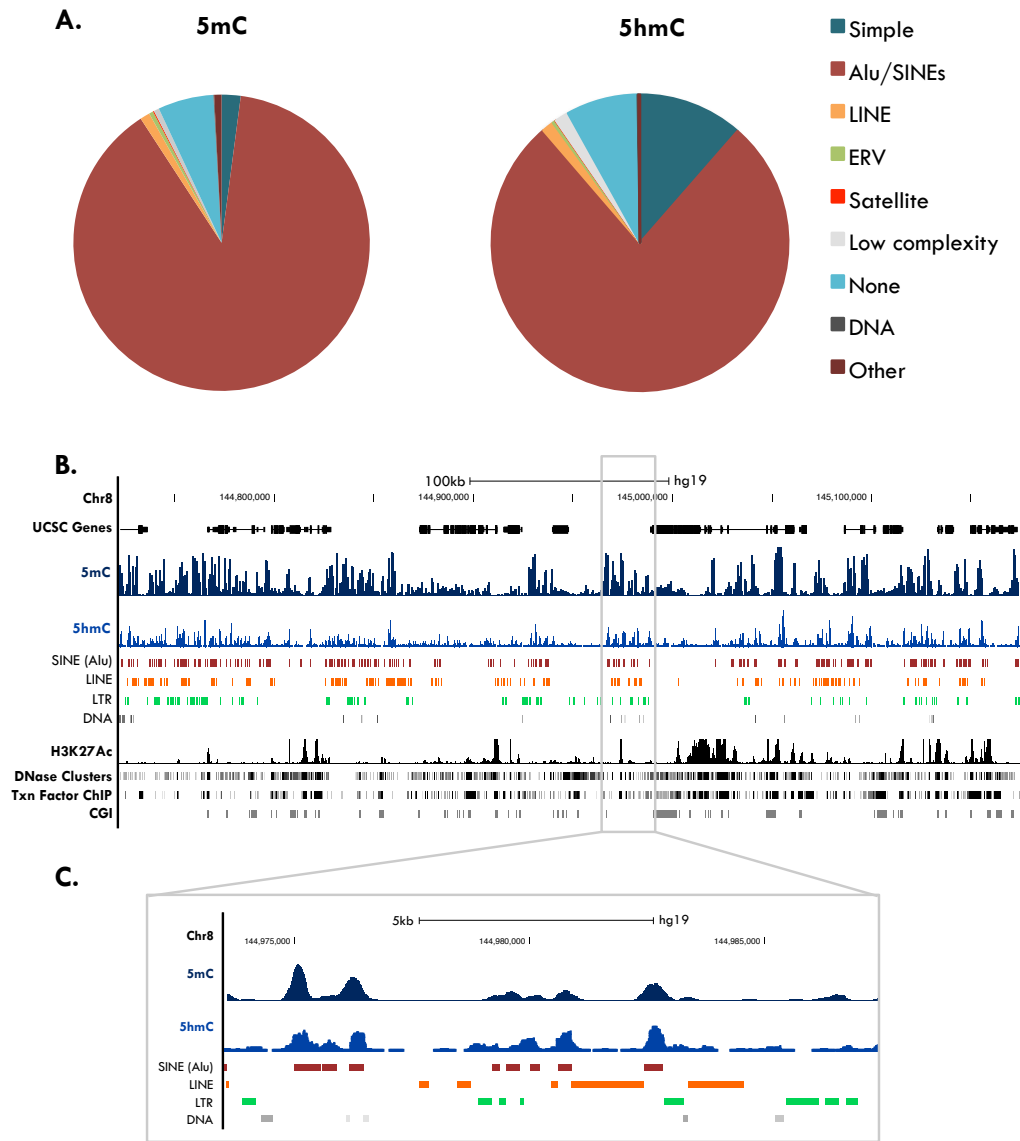 A.
5mC
5hmC
Simple
Alu/SINEs
LINE
ERV
Satellite
Low complexity
None
DNA
Other
B.
100kb hg19
Chr8 144,800,000 144,900,000 145,000,000 145,100,000
UCSC Genes
5mC
5hmC
SINE (Alu)
LINE
LTR
DNA
H3K27Ac
DNase Clusters
Txn Factor ChIP
CGI
C.
5kb hg19
Chr8 144,975,000 144,980,000 144,985,000
5mC
5hmC
SINE (Alu)
LINE
LTR
DNA